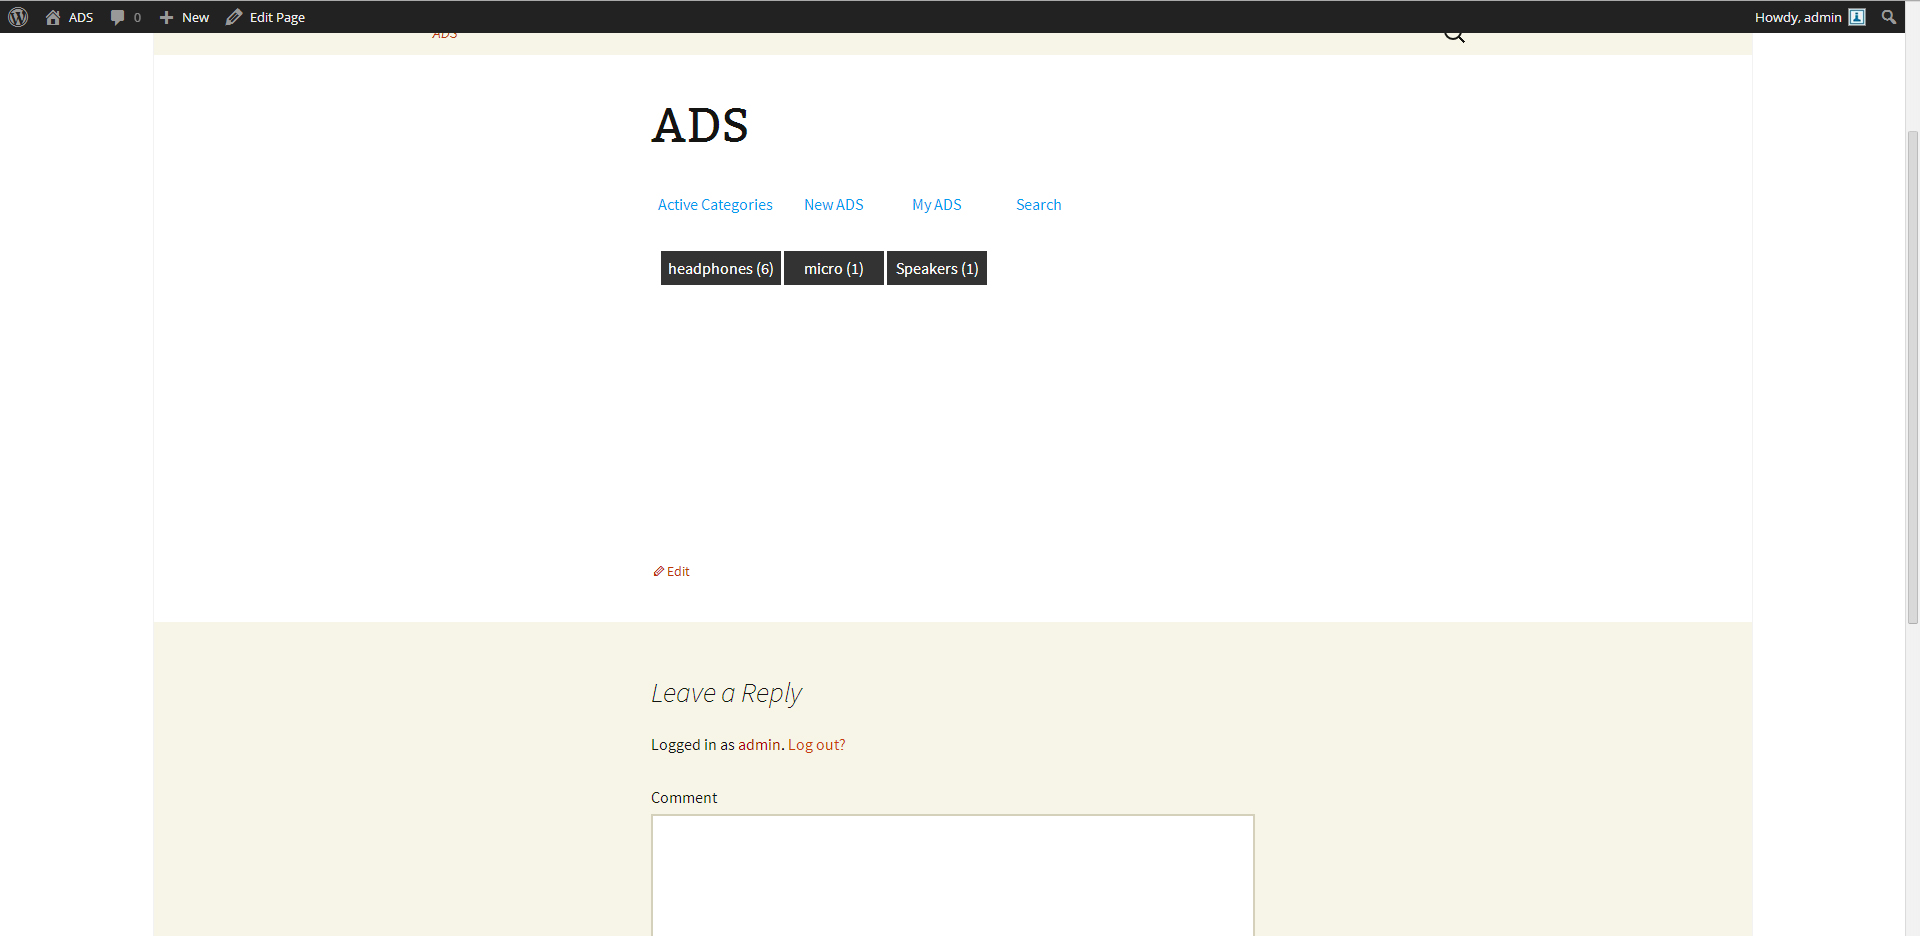 ADS 0 New Edit Page Howdy, admin
ADS
ADS
Active Categories New ADS My ADS Search
headphones (6) micro (1) Speakers (1)
Edit
Leave a Reply
Logged in as admin. Log out?
Comment